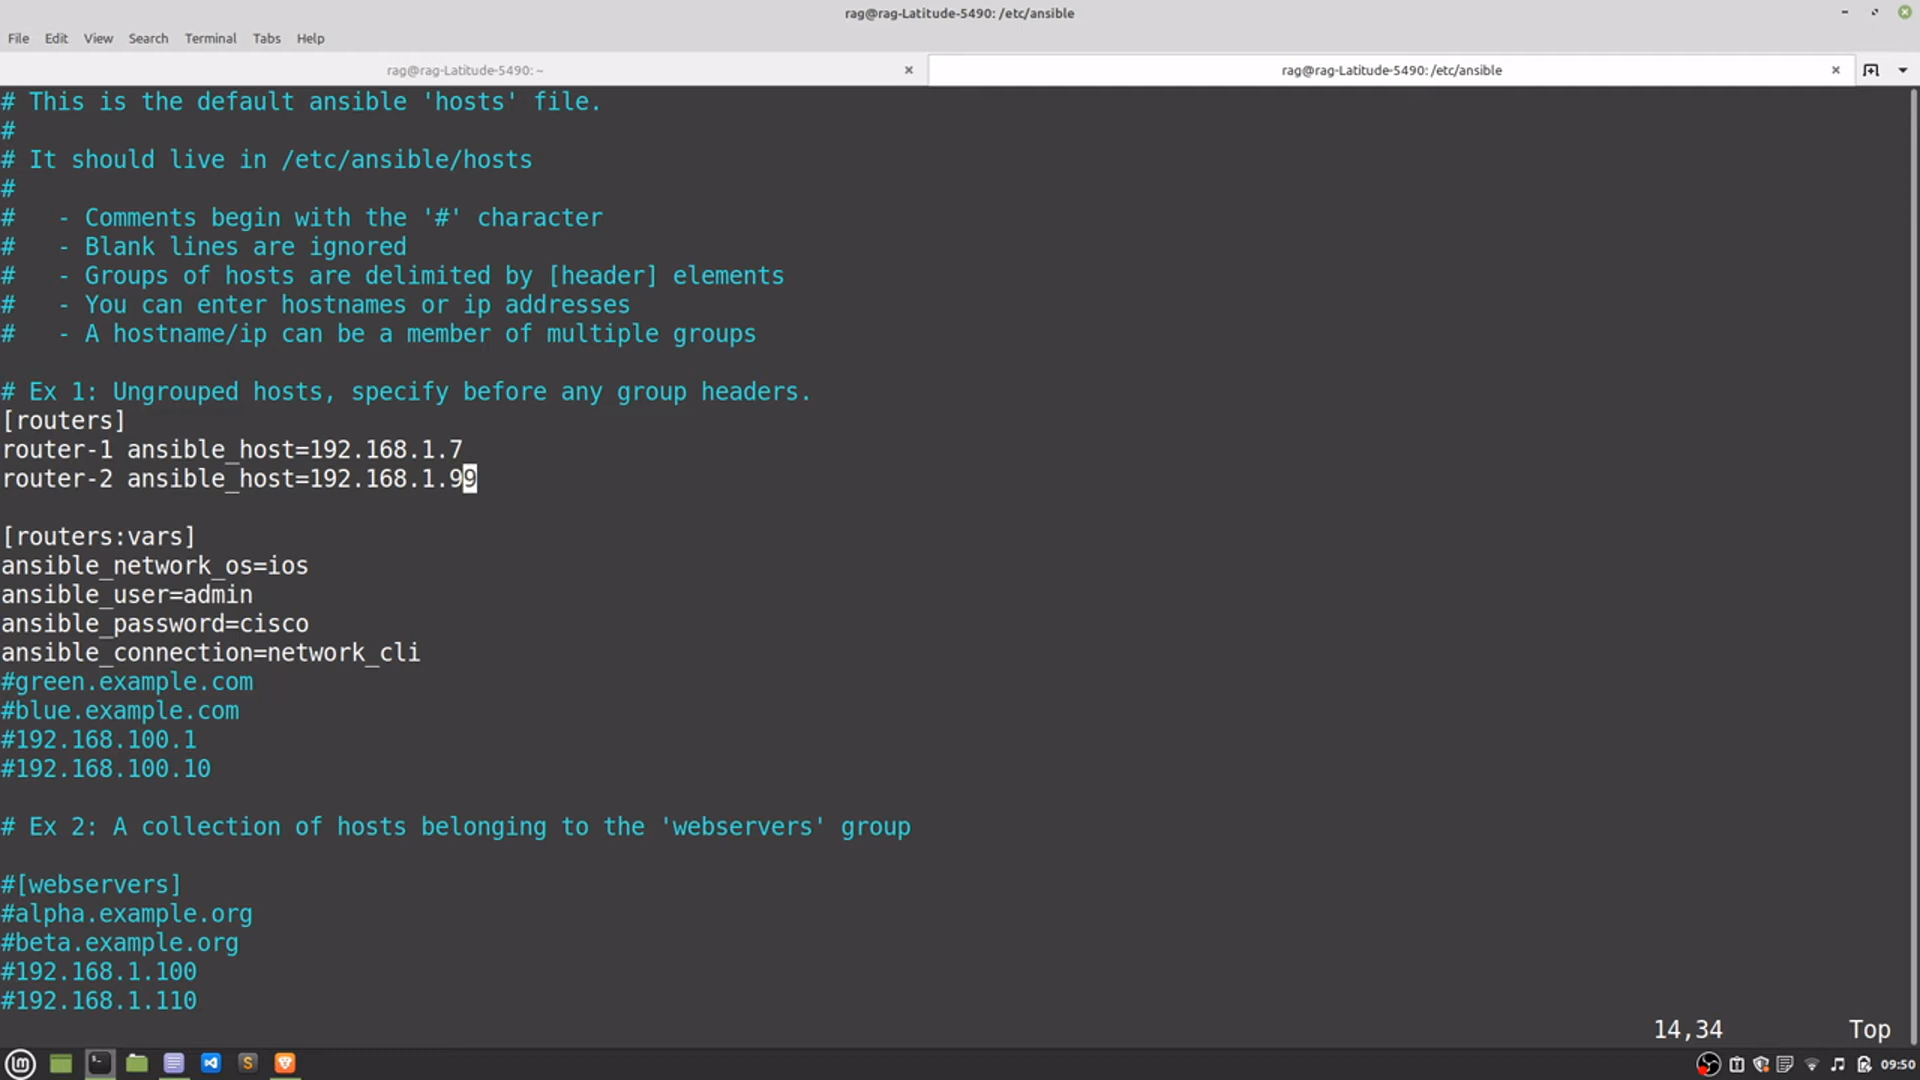 rag@rag-Latitude-5490: /etc/ansible
File Edit View Search Terminal Tabs Help
rag@rag-Latitude-5490: ~
rag@rag-Latitude-5490: /etc/ansible
# This is the default ansible 'hosts' file.
#
# It should live in /etc/ansible/hosts
#
#   - Comments begin with the '#' character
#   - Blank lines are ignored
#   - Groups of hosts are delimited by [header] elements
#   - You can enter hostnames or ip addresses
#   - A hostname/ip can be a member of multiple groups
# Ex 1: Ungrouped hosts, specify before any group headers.
[routers]
router-1 ansible_host=192.168.1.7
router-2 ansible_host=192.168.1.99
[routers:vars]
ansible_network_os=ios
ansible_user=admin
ansible_password=cisco
ansible_connection=network_cli
#green.example.com
#blue.example.com
#192.168.100.1
#192.168.100.10
# Ex 2: A collection of hosts belonging to the 'webservers' group
#[webservers]
#alpha.example.org
#beta.example.org
#192.168.1.100
#192.168.1.110
14,34 Top
09:50